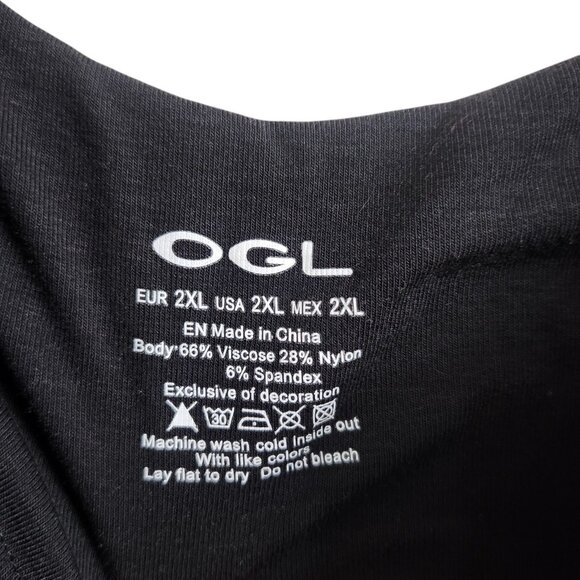 OGL
EUR 2XL USA 2XL MEX 2XL
EN Made in China
Body 66% Viscose 28% Nylon
6% Spandex
Exclusive of decoration
30
Machine wash cold Inside out
With like colors
Lay flat to dry Do not bleach